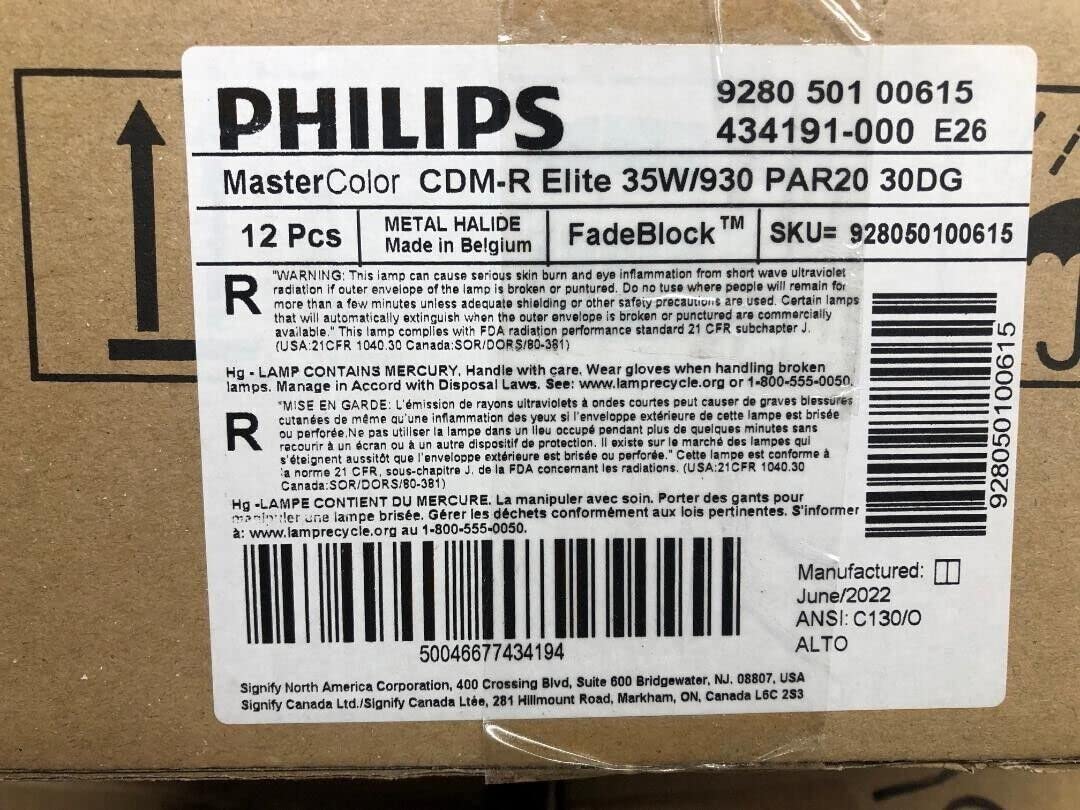 PHILIPS
9280 501 00615
434191-000 E26
MasterColor CDM-R Elite 35W/930 PAR20 30DG
12 Pcs
METAL HALIDE
Made in Belgium
FadeBlock™
SKU= 928050100615
R
"WARNING: This lamp can cause serious skin burn and eye inflammation from short wave ultraviolet
radiation if outer envelope of the lamp is broken or puntured. Do no tuse where people will remain for
more than a few minutes unless adequate shielding or other safety precautions are used. Certain lamps
that will automatically extinguish when the outer envelope is broken or punctured are commercially
available." This lamp complies with FDA radiation performance standard 21 CFR subchapter J.
(USA:21CFR 1040.30 Canada:SOR/DORS/80-381)
Hg - LAMP CONTAINS MERCURY, Handle with care. Wear gloves when handling broken
lamps. Manage in Accord with Disposal Laws. See: www.lamprecycle.org or 1-800-555-0050.
R
"MISE EN GARDE: L'émission de rayons ultraviolets à ondes courtes peut causer de graves blessures
cutanées de même qu'une inflammation des yeux si l'enveloppe extérieure de cette lampe est brisée
ou perforée.Ne pas utiliser la lampe dans un lieu occupé pendant plus de quelques minutes sans
recourir à un écran ou à un autre dispositif de protection. Il existe sur le marché des lampes qui
s'éteignent aussitôt que l'enveloppe extérieure est brisée ou perforée." Cette lampe est conforme à
la norme 21 CFR, sous-chapitre J. de la FDA concernant les radiations. (USA:21CFR 1040.30
Canada:SOR/DORS/80-381)
Hg -LAMPE CONTIENT DU MERCURE. La manipuler avec soin. Porter des gants pour
manipuler une lampe brisée. Gérer les déchets conformément aux lois pertinentes. S'informer
à: www.lamprecycle.org au 1-800-555-0050.
928050100615
50046677434194
Manufactured:
June/2022
ANSI: C130/O
ALTO
Signify North America Corporation, 400 Crossing Blvd, Suite 600 Bridgewater, NJ. 08807, USA
Signify Canada Ltd./Signify Canada Ltée, 281 Hillmount Road, Markham, ON, Canada L6C 2S3